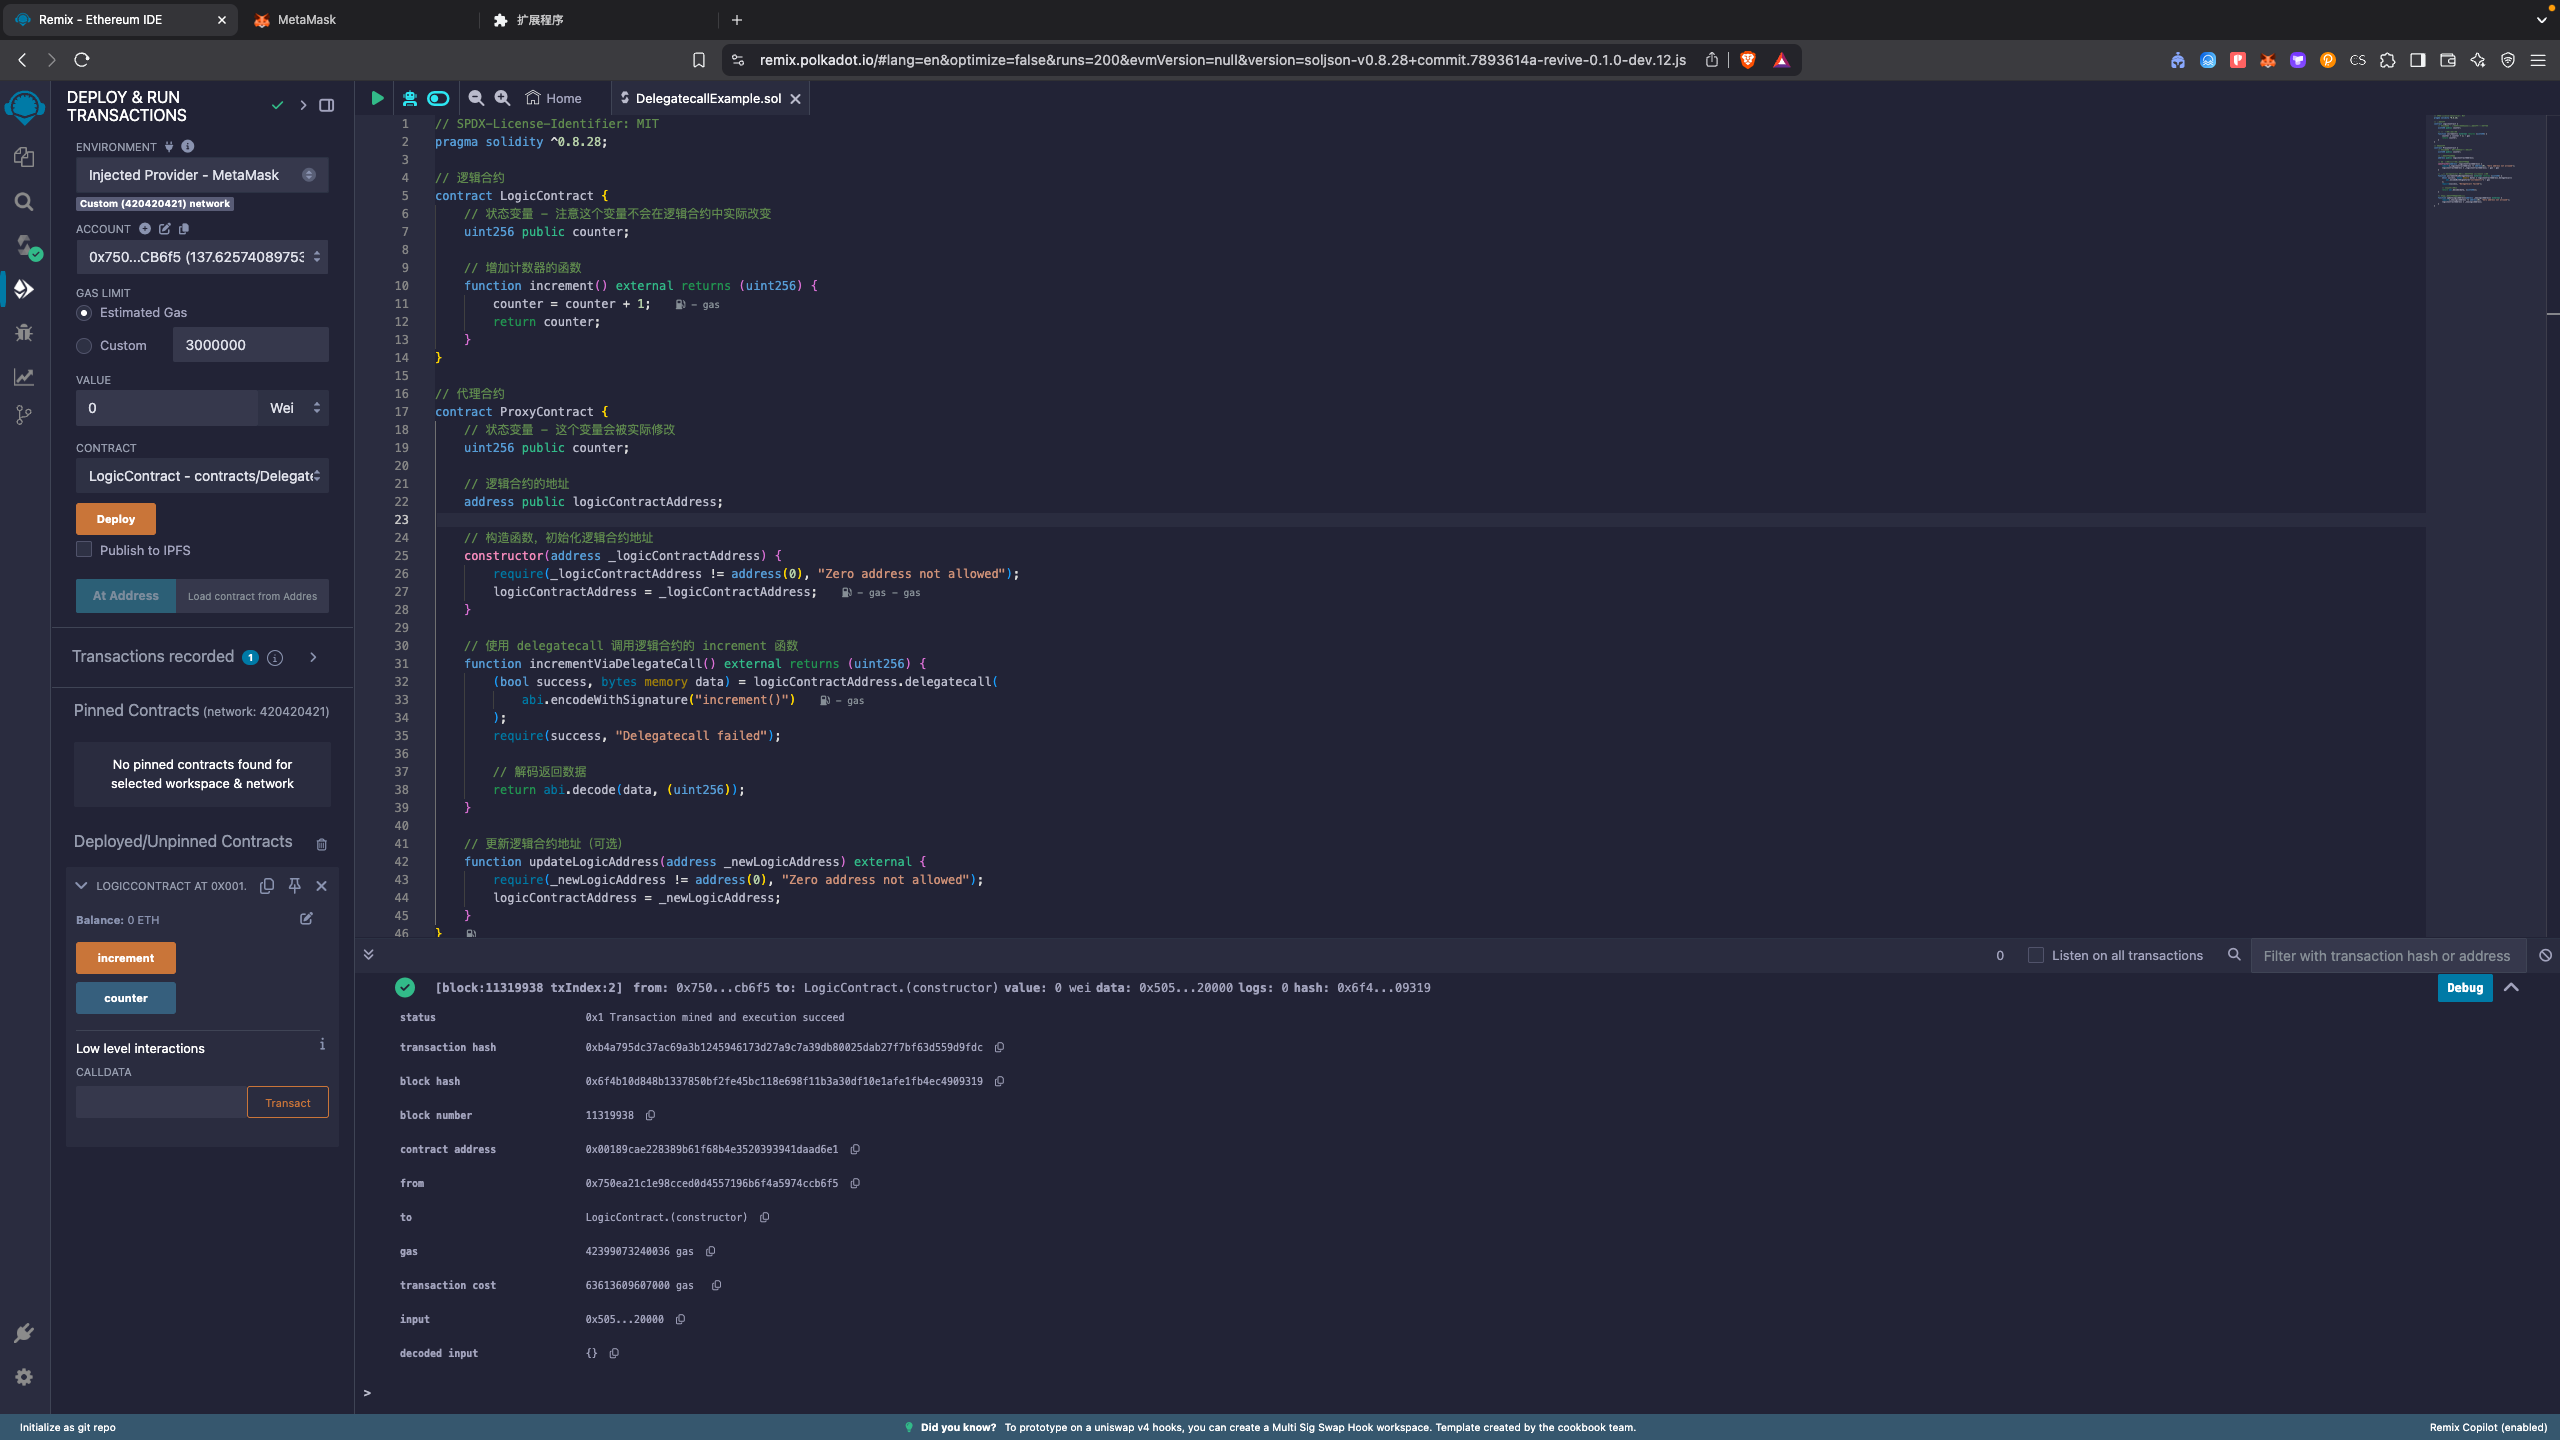 Remix - Ethereum IDE
MetaMask
扩展程序
remix.polkadot.io/#lang=en&optimize=false&runs=200&evmVersion=null&version=soljson-v0.8.28+commit.7893614a-revive-0.1.0-dev.12.js
CS
DEPLOY & RUN
TRANSACTIONS
ENVIRONMENT
Injected Provider - MetaMask
Custom (420420421) network
ACCOUNT
0x750...CB6f5 (137.62574089753
GAS LIMIT
Estimated Gas
Custom
3000000
VALUE
0
Wei
CONTRACT
LogicContract - contracts/Delegate
Deploy
Publish to IPFS
At Address
Load contract from Addres
Transactions recorded 1
Pinned Contracts (network: 420420421)
No pinned contracts found for
selected workspace & network
Deployed/Unpinned Contracts
LOGICCONTRACT AT 0X001.
Balance: 0 ETH
increment
counter
Low level interactions
CALLDATA
Transact
Home
DelegatecallExample.sol
1 // SPDX-License-Identifier: MIT
2 pragma solidity ^0.8.28;
3
4 // 逻辑合约
5 contract LogicContract {
6 // 状态变量 - 注意这个变量不会在逻辑合约中实际改变
7 uint256 public counter;
8
9 // 增加计数器的函数
10 function increment() external returns (uint256) {
11 counter = counter + 1; - gas
12 return counter;
13 }
14 }
15
16 // 代理合约
17 contract ProxyContract {
18 // 状态变量 - 这个变量会被实际修改
19 uint256 public counter;
20
21 // 逻辑合约的地址
22 address public logicContractAddress;
23
24 // 构造函数，初始化逻辑合约地址
25 constructor(address _logicContractAddress) {
26 require(_logicContractAddress != address(0), "Zero address not allowed");
27 logicContractAddress = _logicContractAddress; - gas - gas
28 }
29
30 // 使用 delegatecall 调用逻辑合约的 increment 函数
31 function incrementViaDelegateCall() external returns (uint256) {
32 (bool success, bytes memory data) = logicContractAddress.delegatecall(
33 abi.encodeWithSignature("increment()") - gas
34 );
35 require(success, "Delegatecall failed");
36
37 // 解码返回数据
38 return abi.decode(data, (uint256));
39 }
40
41 // 更新逻辑合约地址（可选）
42 function updateLogicAddress(address _newLogicAddress) external {
43 require(_newLogicAddress != address(0), "Zero address not allowed");
44 logicContractAddress = _newLogicAddress;
45 }
46 }
0
Listen on all transactions
Filter with transaction hash or address
[block:11319938 txIndex:2] from: 0x750...cb6f5 to: LogicContract.(constructor) value: 0 wei data: 0x505...20000 logs: 0 hash: 0x6f4...09319
Debug
status 0x1 Transaction mined and execution succeed
transaction hash 0xb4a795dc37ac69a3b1245946173d27a9c7a39db80025dab27f7bf63d559d9fdc
block hash 0x6f4b10d848b1337850bf2fe45bc118e698f11b3a30df10e1afe1fb4ec4909319
block number 11319938
contract address 0x00189cae228389b61f68b4e3520393941daad6e1
from 0x750ea21c1e98cced0d4557196b6f4a5974ccb6f5
to LogicContract.(constructor)
gas 42399073240036 gas
transaction cost 63613609607000 gas
input 0x505...20000
decoded input {}
>
Initialize as git repo
Did you know? To prototype on a uniswap v4 hooks, you can create a Multi Sig Swap Hook workspace. Template created by the cookbook team.
Remix Copilot (enabled)